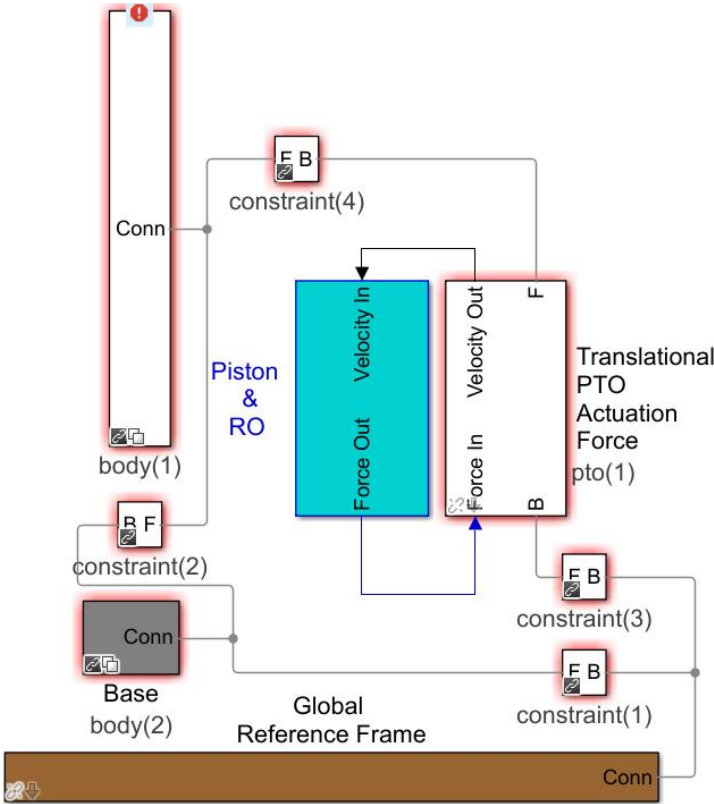 F B
constraint(4)
Conn
body(1)
Velocity In
Force Out
Piston
&
RO
Velocity Out
F
Force In
B
Translational
PTO
Actuation
Force
pto(1)
B F
constraint(2)
F B
constraint(3)
Conn
Base
body(2)
F B
constraint(1)
Global
Reference Frame
Conn